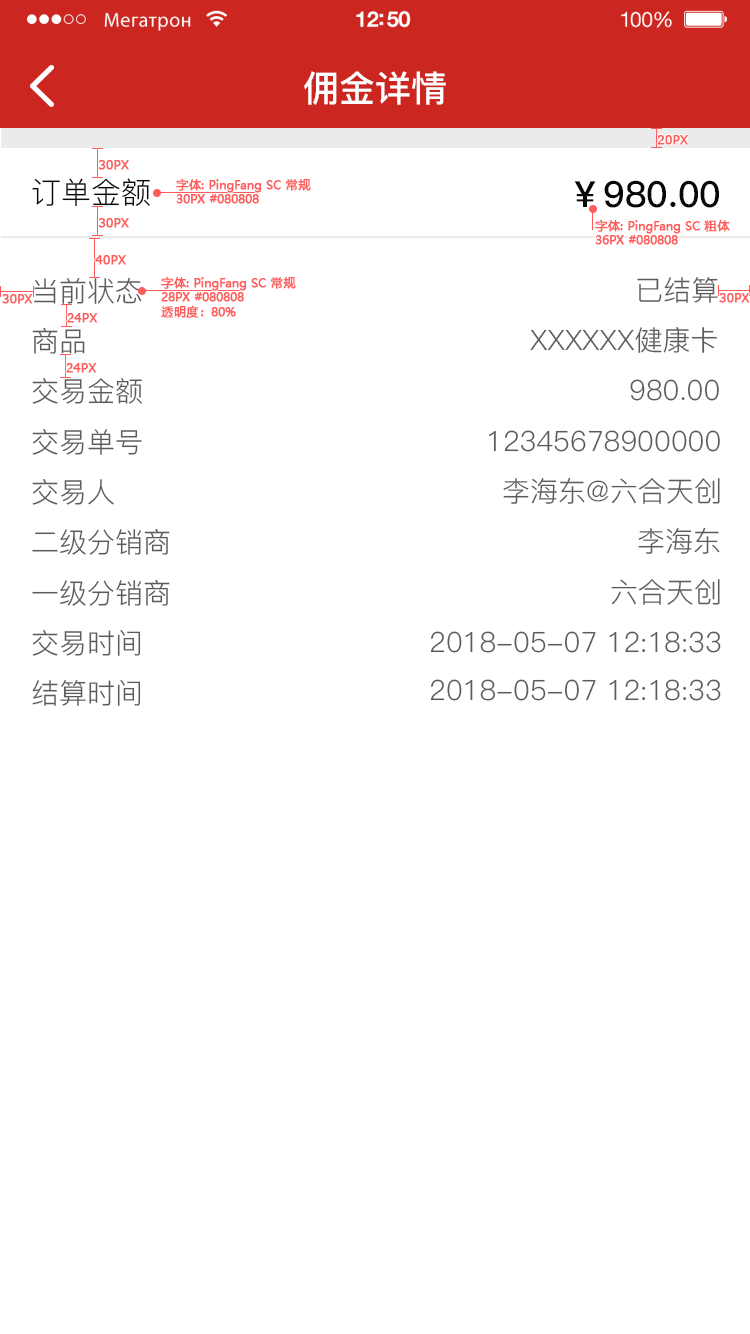 Мегатрон 12:50 100%
佣金详情
20PX
30PX
订单金额 字体: PingFang SC 常规 ¥980.00
30PX #080808
30PX 字体: PingFang SC 粗体
36PX #080808
40PX
30PX 当前状态 字体: PingFang SC 常规 已结算 30PX
28PX #080808
透明度: 80%
24PX
商品 XXXXXX健康卡
24PX
交易金额 980.00
交易单号 12345678900000
交易人 李海东@六合天创
二级分销商 李海东
一级分销商 六合天创
交易时间 2018-05-07 12:18:33
结算时间 2018-05-07 12:18:33